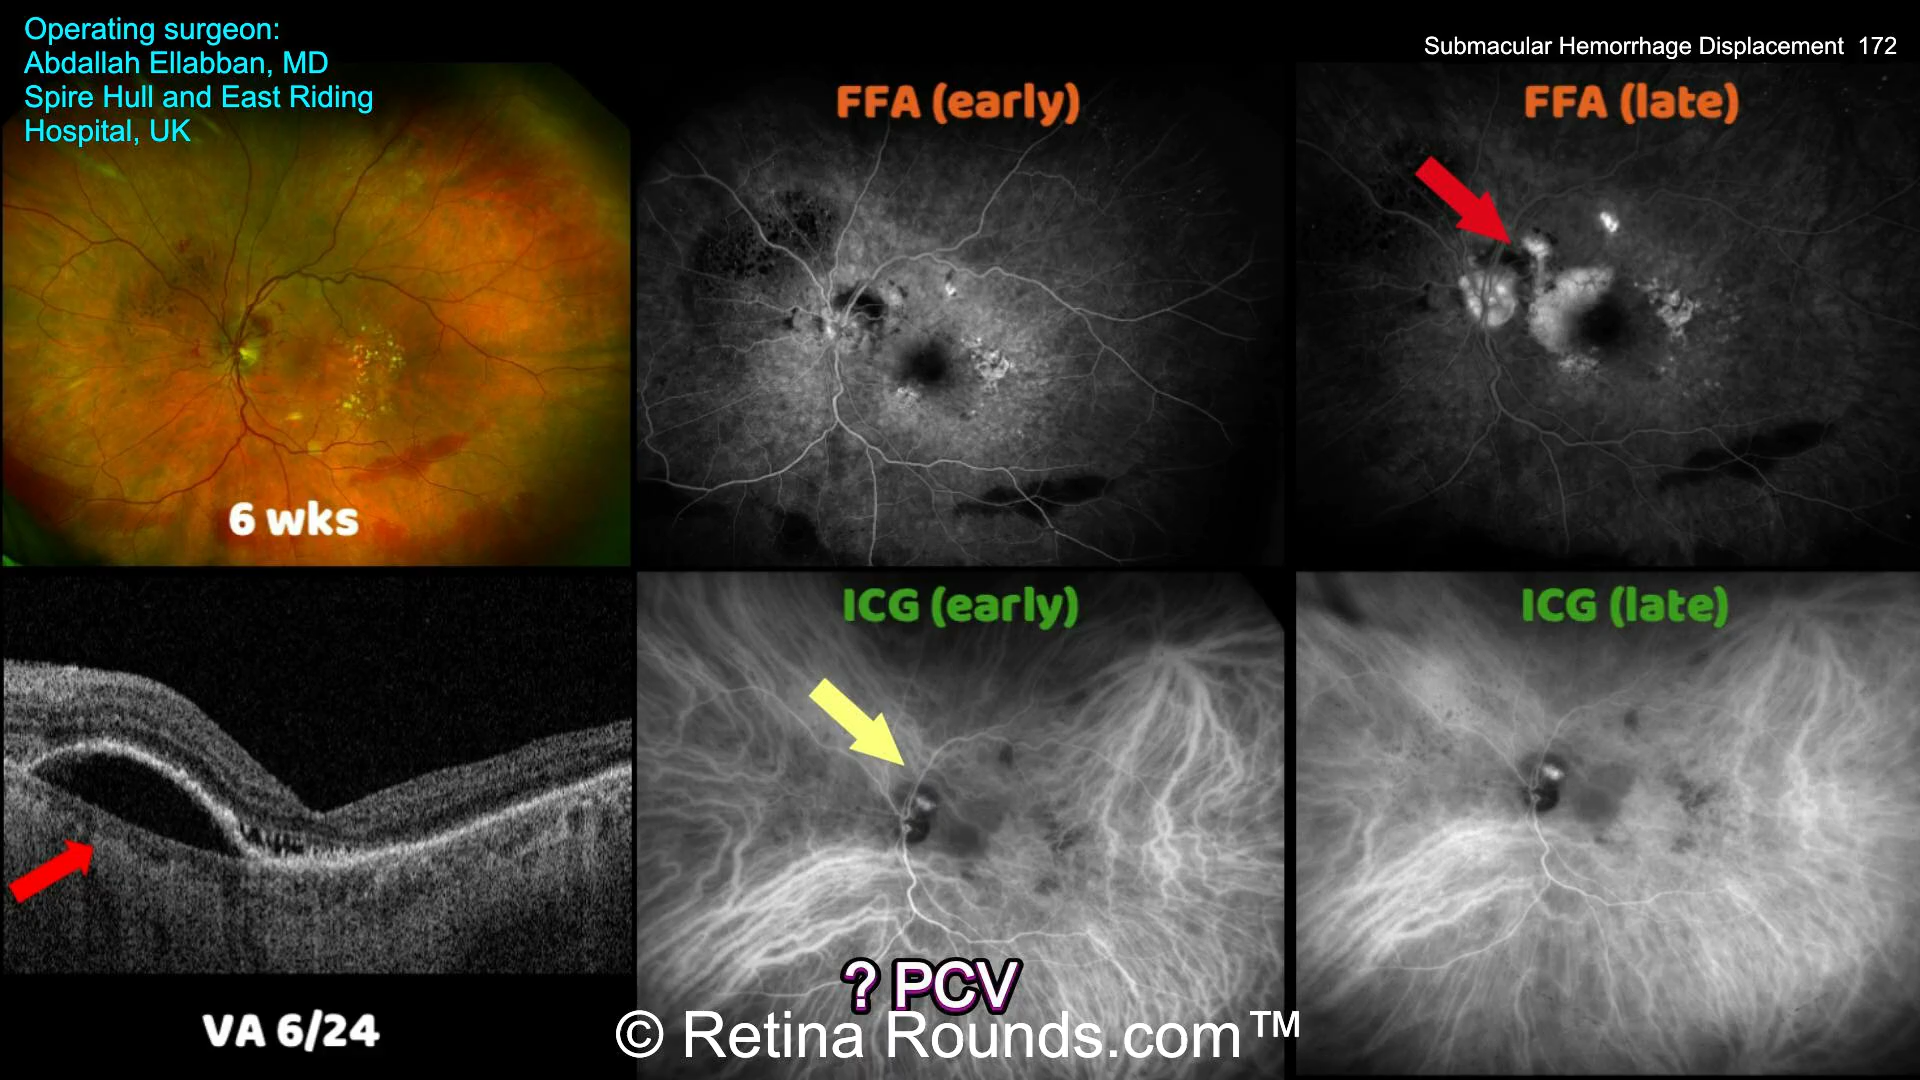 Operating surgeon:
Abdallah Ellabban, MD
Spire Hull and East Riding
Hospital, UK
Submacular Hemorrhage Displacement 172
FFA (early)
FFA (late)
6 wks
ICG (early)
ICG (late)
? PCV
VA 6/24
© Retina Rounds.com™